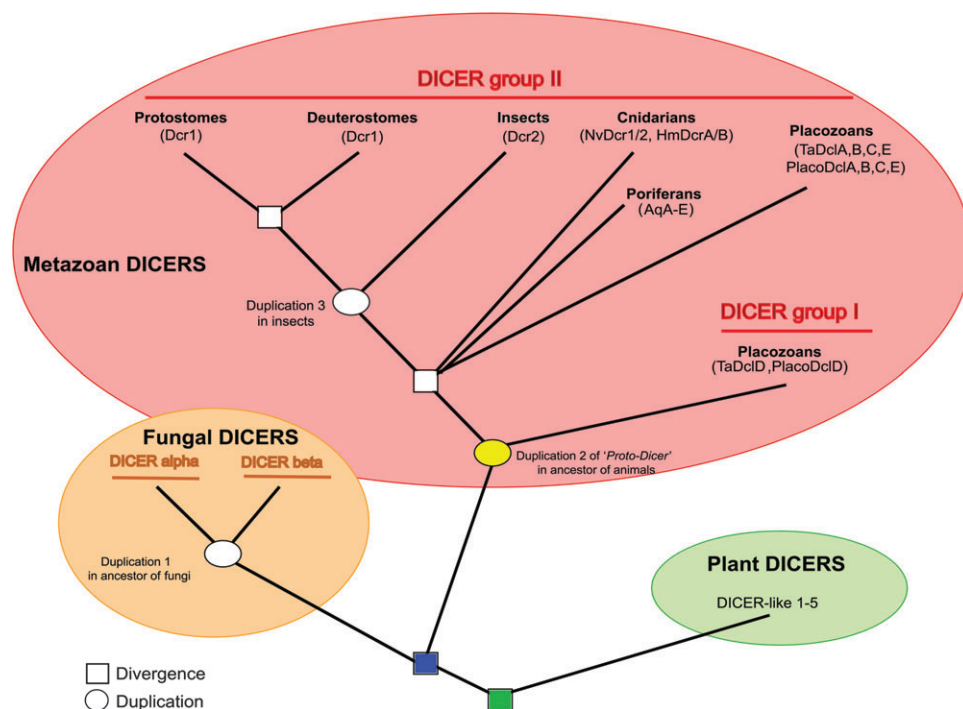 DICER group II
Protostomes
(Dcr1)
Deuterostomes
(Dcr1)
Insects
(Dcr2)
Cnidarians
(NvDcr1/2, HmDcrA/B)
Placozoans
(TaDclA,B,C,E
PlacoDclA,B,C,E)
Poriferans
(AqA-E)
Metazoan DICERS
Duplication 3
in insects
DICER group I
Placozoans
(TaDclD,PlacoDclD)
Fungal DICERS
DICER alpha
DICER beta
Duplication 2 of 'Proto-Dicer'
in ancestor of animals
Duplication 1
in ancestor of fungi
Plant DICERS
DICER-like 1-5
Divergence
Duplication